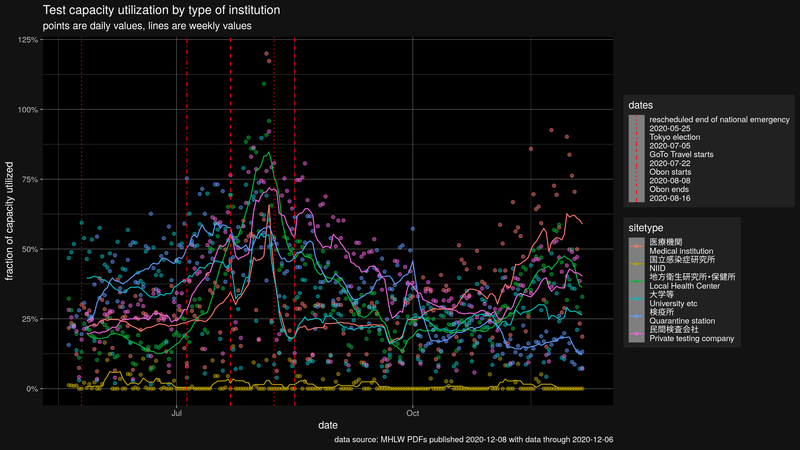 Test capacity utilization by type of institution
points are daily values, lines are weekly values
125%
100%
75%
50%
25%
0%
fraction of capacity utilized
Jul
Oct
date
dates
rescheduled end of national emergency
2020-05-25
Tokyo election
2020-07-05
GoTo Travel starts
2020-07-22
Obon starts
2020-08-08
Obon ends
2020-08-16
sitetype
医療機関
Medical institution
国立感染症研究所
NIID
地方衛生研究所・保健所
Local Health Center
大学等
University etc
検疫所
Quarantine station
民間検査会社
Private testing company
data source: MHLW PDFs published 2020-12-08 with data through 2020-12-06